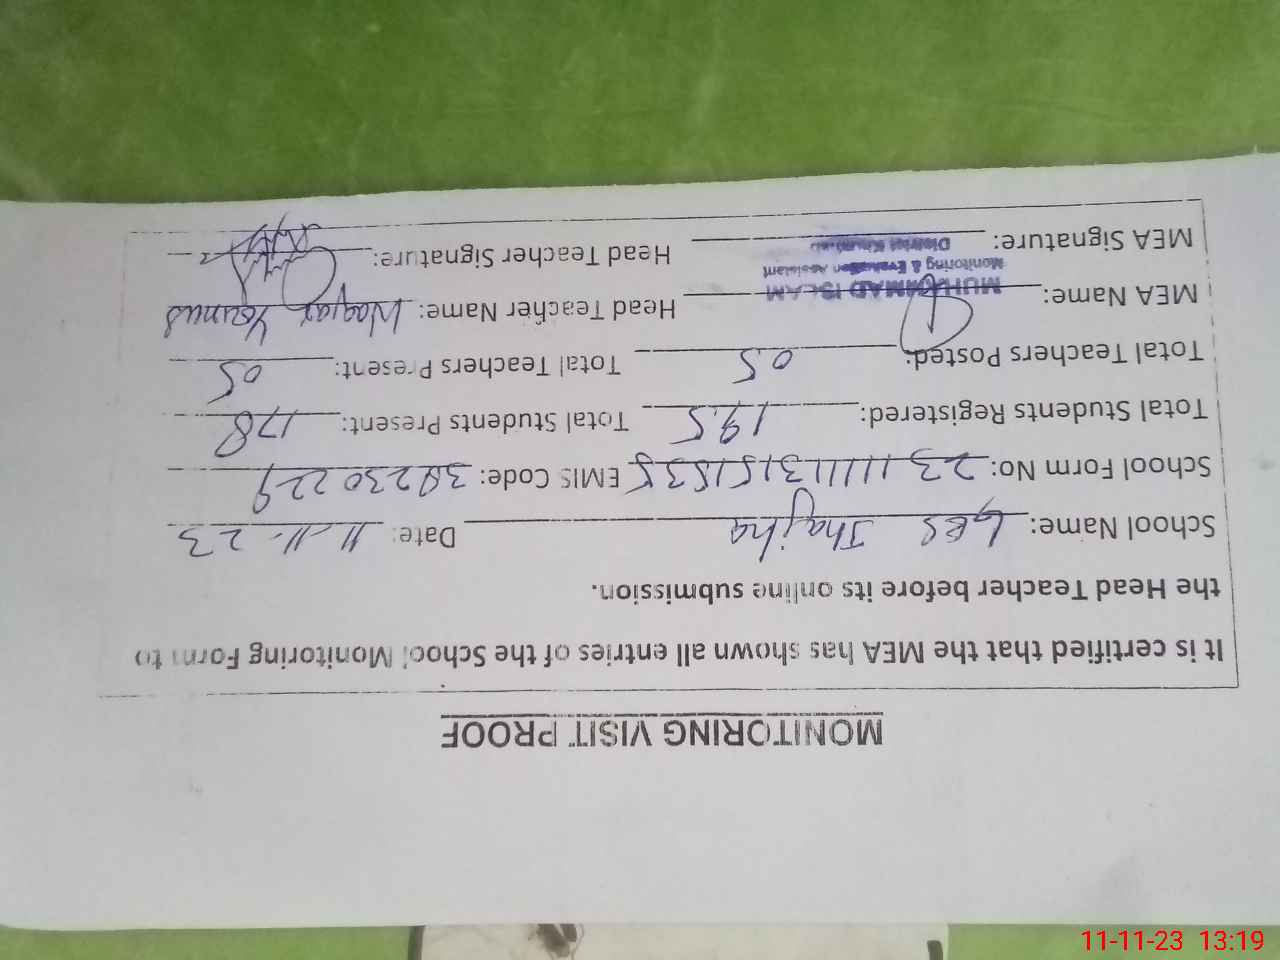 MONITORING VISIT PROOF
It is certified that the MEA has shown all entries of the School Monitoring Form to
the Head Teacher before its online submission.
School Name: GES Jhajha Date: 11-11-23
School Form No: EMIS Code: 38230229
Total Students Registered: 195 Total Students Present: 178
Total Teachers Posted: 05 Total Teachers Present: 05
MEA Name: MUHAMMAD ISLAM Head Teacher Name: Waqar Younus
Monitoring & Evaluation Assistant
MEA Signature: District Head Teacher Signature:
11-11-23 13:19